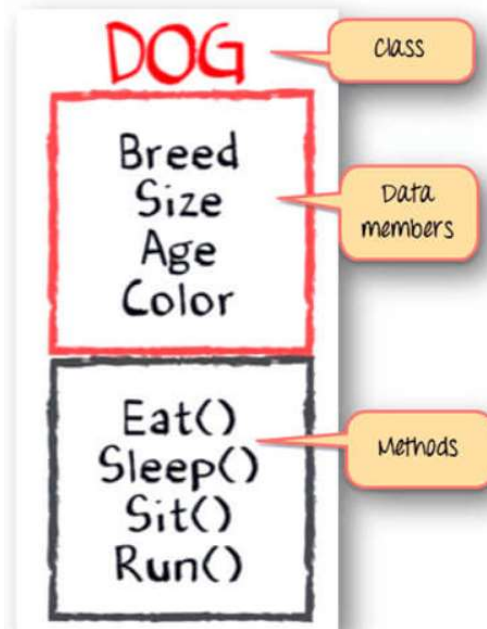 DOG
Class
Breed
Size
Age
Color
Data
members
Eat()
Sleep()
Sit()
Run()
Methods